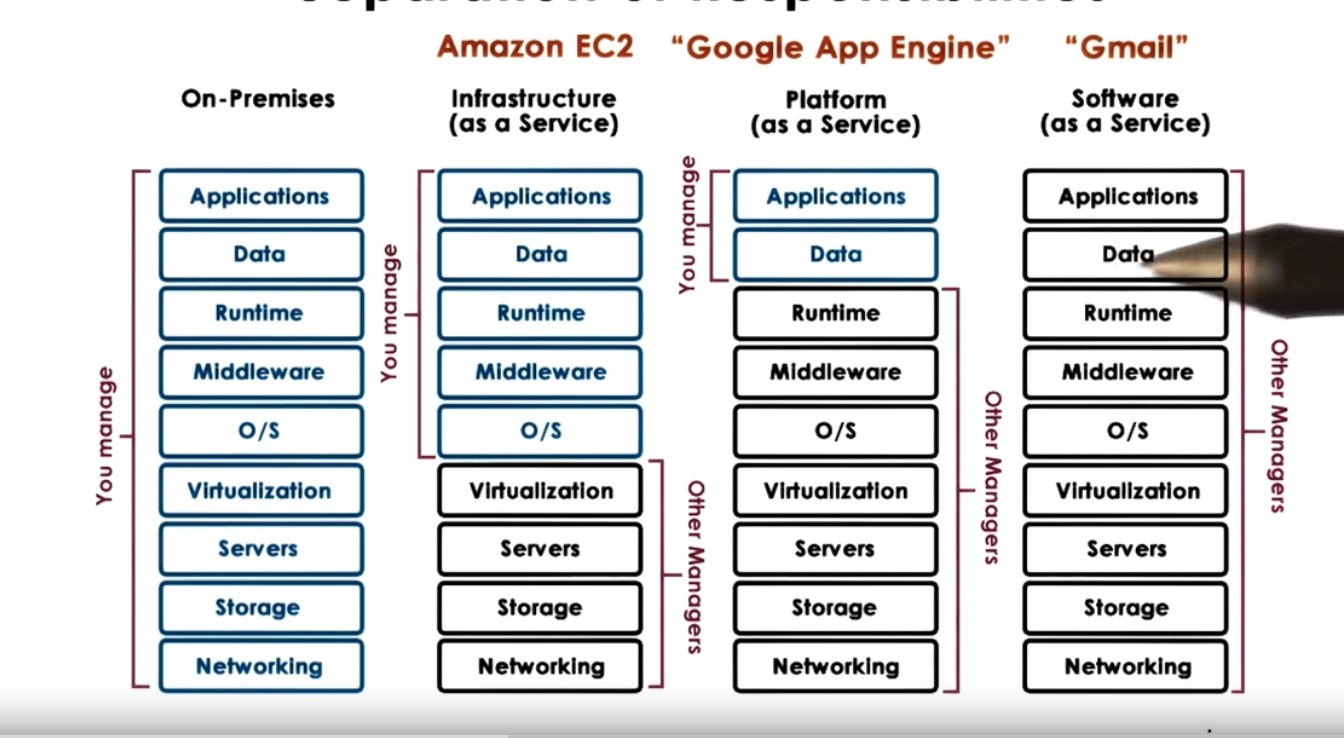 Amazon EC2 “Google App Engine” “Gmail”
On-Premises
Infrastructure
(as a Service)
Platform
(as a Service)
Software
(as a Service)
You manage
Applications
Data
Runtime
Middleware
O/S
Virtualization
Servers
Storage
Networking
You manage
Applications
Data
Runtime
Middleware
O/S
Virtualization
Servers
Storage
Networking
Other Managers
You manage
Applications
Data
Runtime
Middleware
O/S
Virtualization
Servers
Storage
Networking
Other Managers
Applications
Data
Runtime
Middleware
O/S
Virtualization
Servers
Storage
Networking
Other Managers